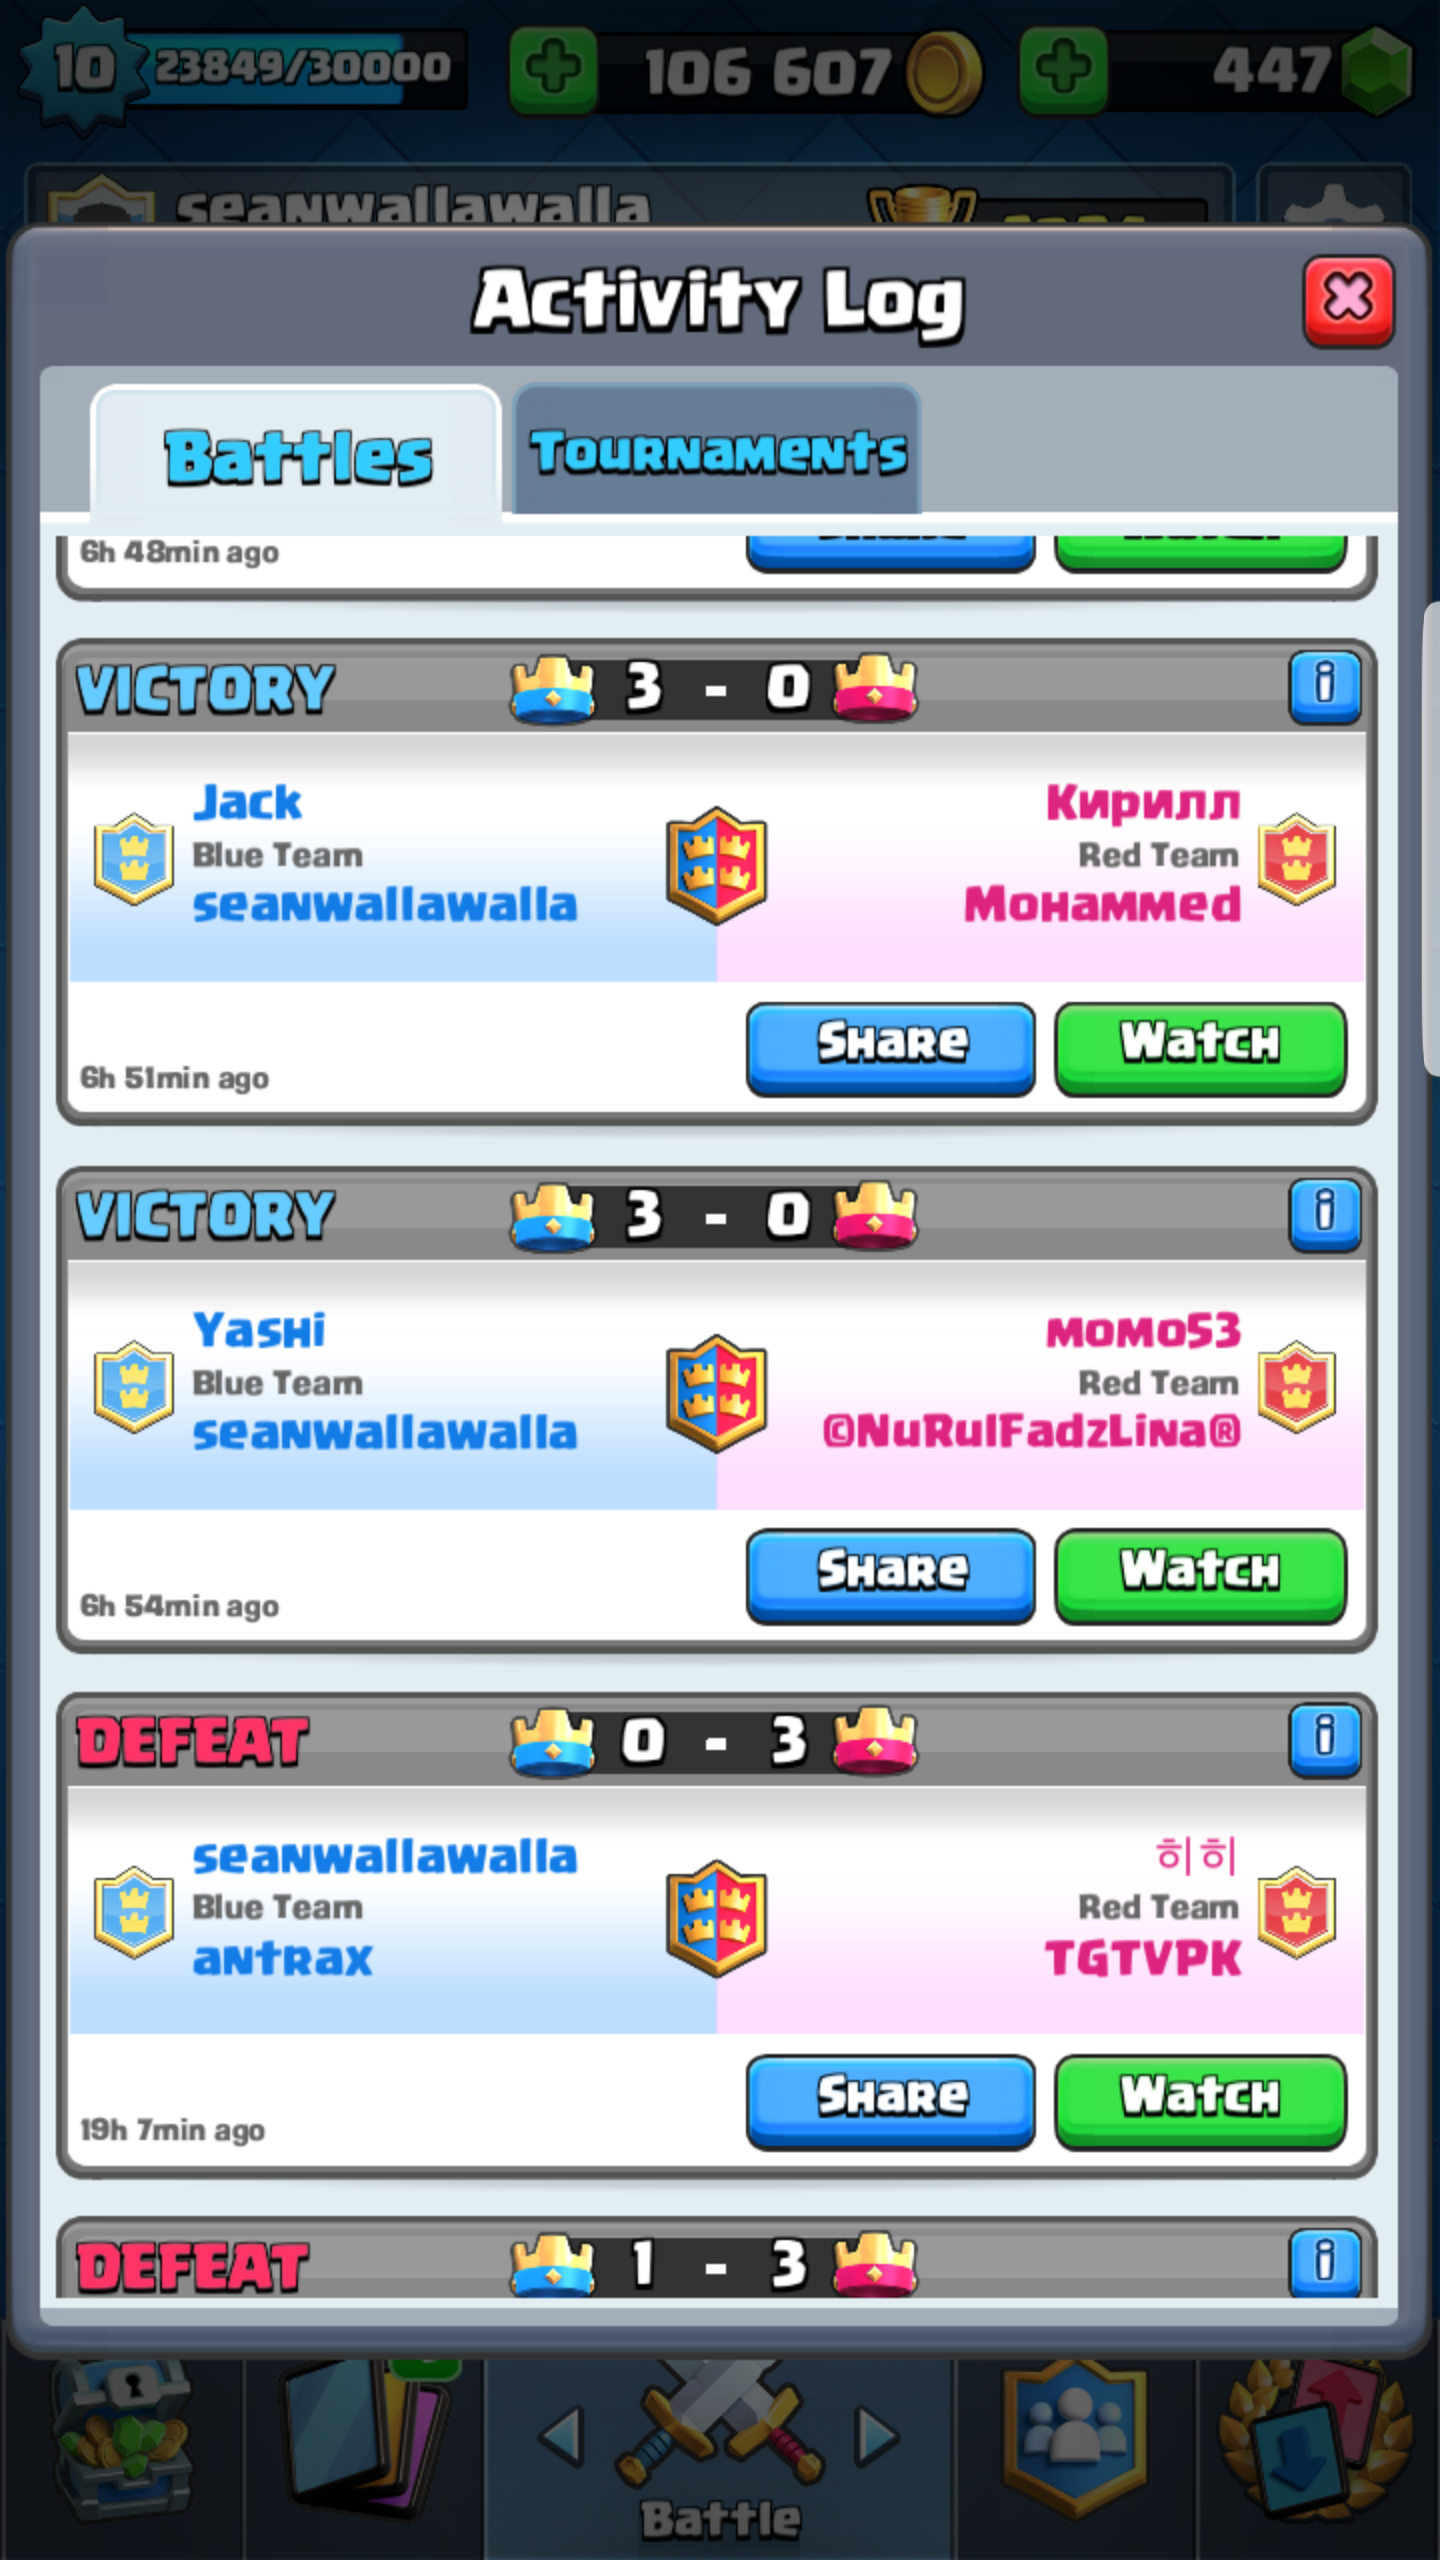 10 23849/30000 106 607 447
seanwallawalla
Activity Log
Battles Tournaments
6h 48min ago
VICTORY 3 - 0 i
Jack Кирилл
Blue Team Red Team
seanwallawalla Mohammed
Share Watch
6h 51min ago
VICTORY 3 - 0 i
Yashi momo53
Blue Team Red Team
seanwallawalla ©NuRulFadzLiNa®
Share Watch
6h 54min ago
DEFEAT 0 - 3 i
seanwallawalla 히히
Blue Team Red Team
antrax TGTVPK
Share Watch
19h 7min ago
DEFEAT 1 - 3 i
Battle